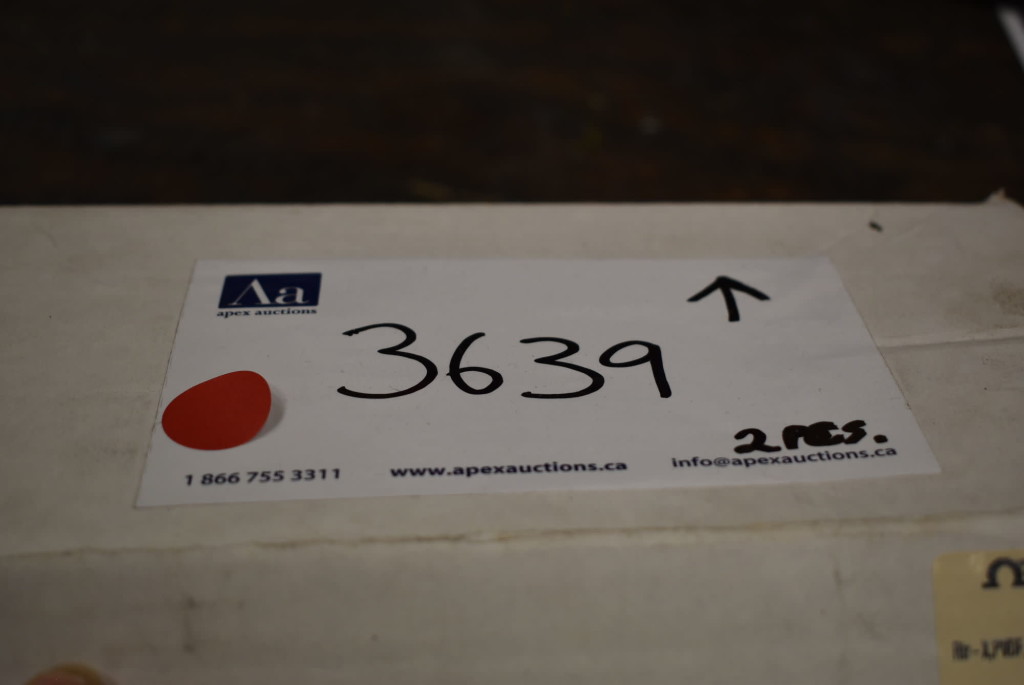 Aa
apex auctions
3639
2 PCS.
1 866 755 3311 www.apexauctions.ca info@apexauctions.ca